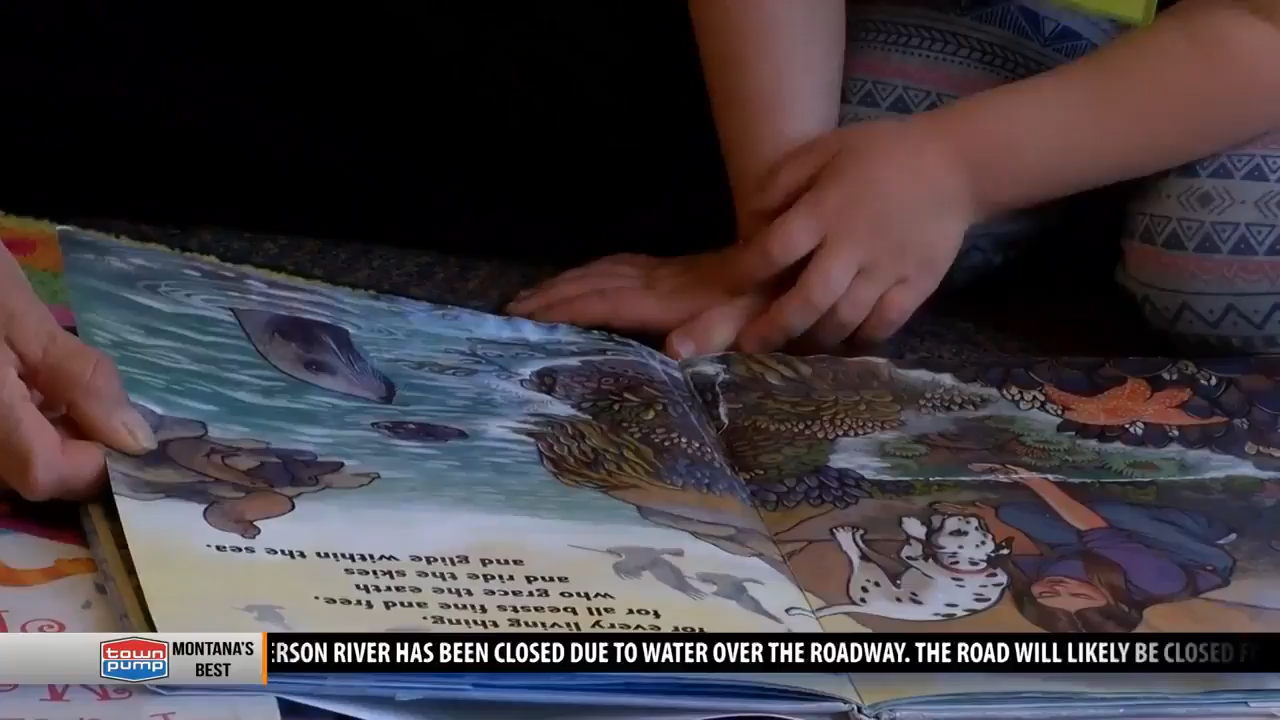 for every living thing.
for all beasts fine and free,
who grace the earth
and ride the skies
and glide within the sea.
town
pump
MONTANA'S
BEST
ERSON RIVER HAS BEEN CLOSED DUE TO WATER OVER THE ROADWAY. THE ROAD WILL LIKELY BE CLOSED